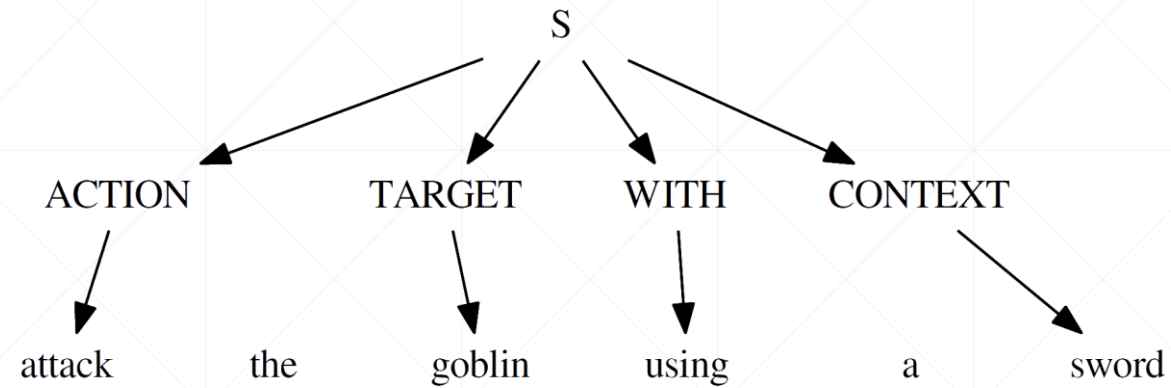 S
ACTION TARGET WITH CONTEXT
attack the goblin using a sword